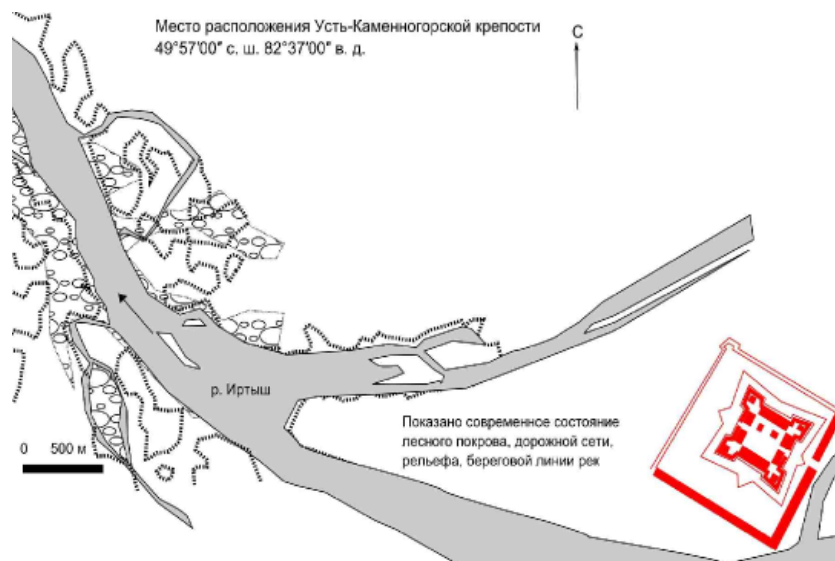 Место расположения Усть-Каменногорской крепости
49°57'00" с. ш. 82°37'00" в. д.
С
р. Иртыш
Показано современное состояние
лесного покрова, дорожной сети,
рельефа, береговой линии рек
0 500 м